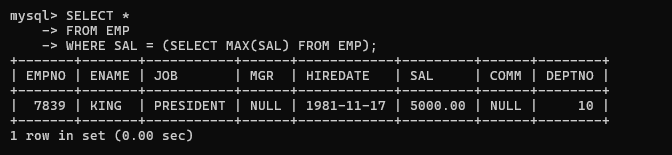 mysql> SELECT *
    -> FROM EMP
    -> WHERE SAL = (SELECT MAX(SAL) FROM EMP);
+-------+-------+-----------+------+------------+---------+------+--------+
| EMPNO | ENAME | JOB       | MGR  | HIREDATE   | SAL     | COMM | DEPTNO |
+-------+-------+-----------+------+------------+---------+------+--------+
|  7839 | KING  | PRESIDENT | NULL | 1981-11-17 | 5000.00 | NULL |     10 |
+-------+-------+-----------+------+------------+---------+------+--------+
1 row in set (0.00 sec)